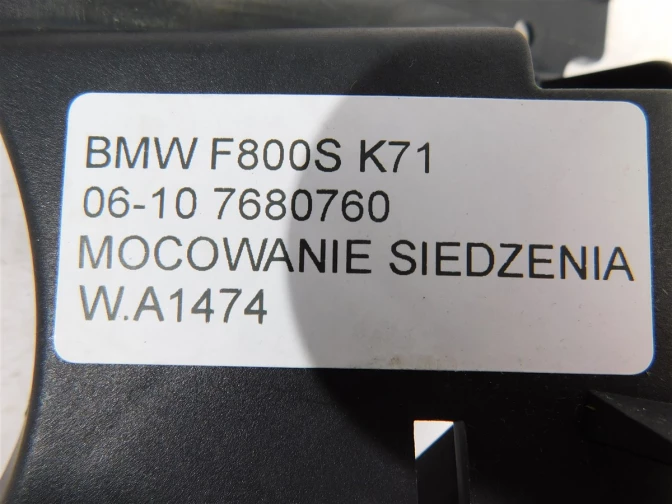 BMW F800S K71
06-10 7680760
MOCOWANIE SIEDZENIA
W.A1474